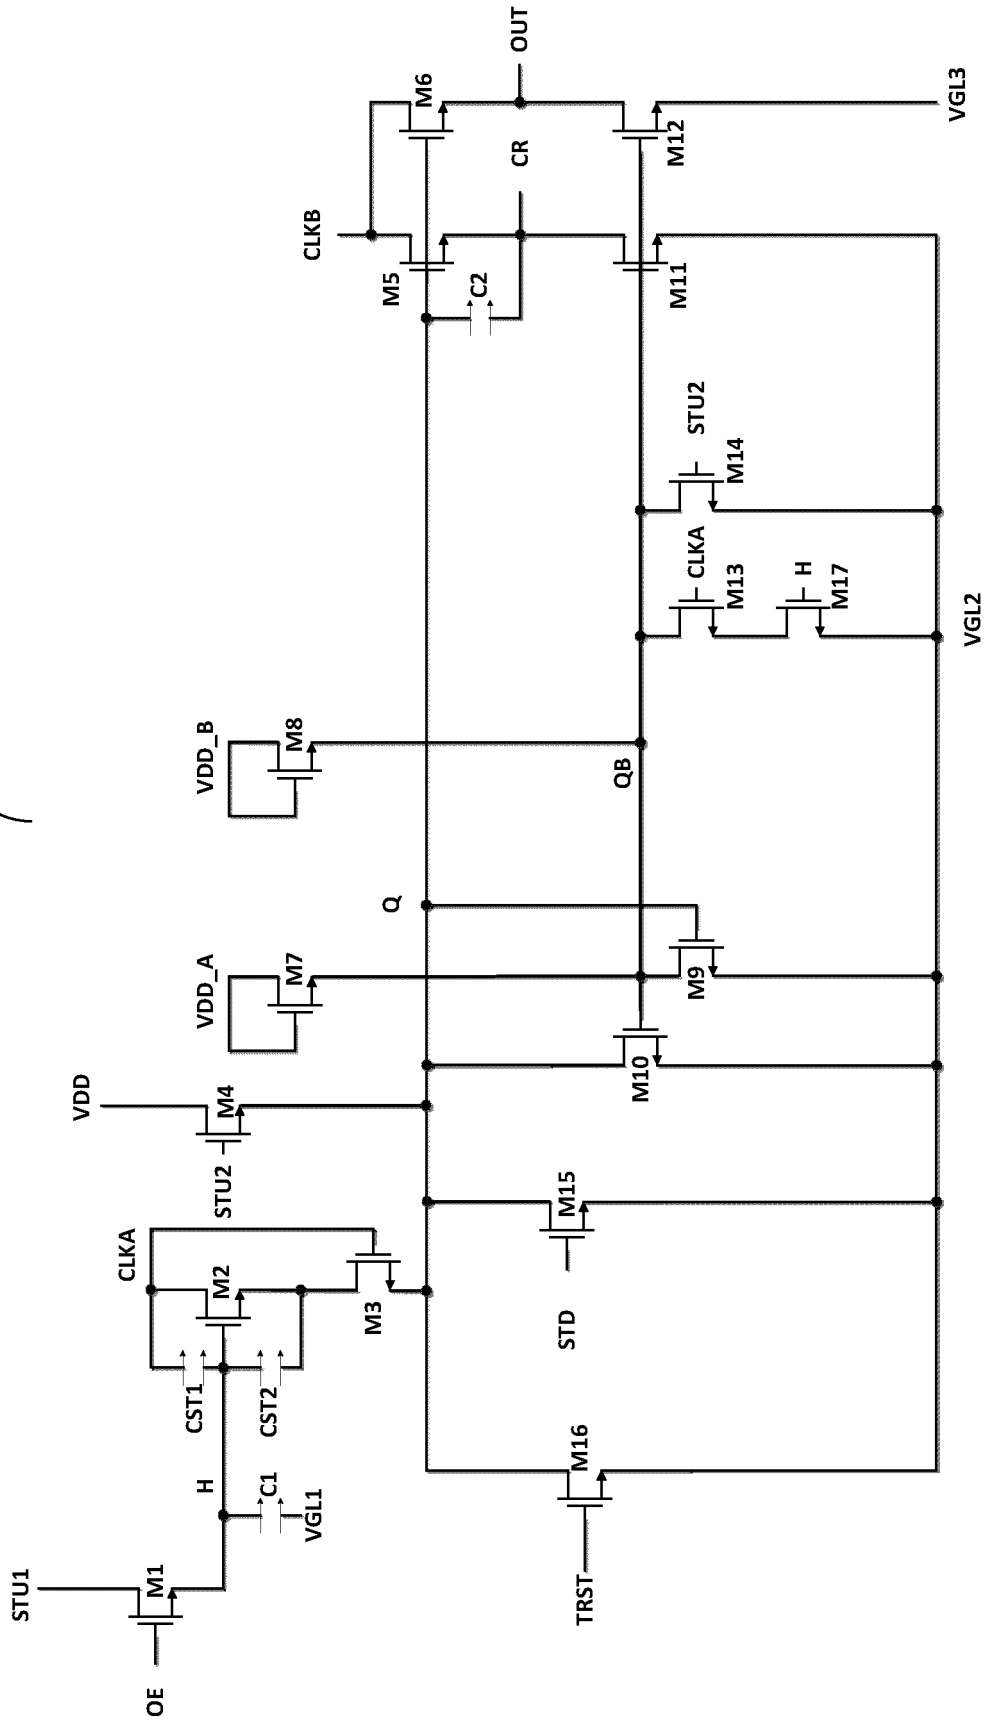 STU1
OE
M1
H
C1
VGL1
CST1
CST2
M2
CLKA
M3
STU2
M4
VDD
VDD_A
M7
Q
VDD_B
M8
QB
TRST
M16
STD
M15
M10
M9
CLKA
M13
H
M17
STU2
M14
VGL2
CLKB
M5
C2
M6
CR
OUT
M11
M12
VGL3